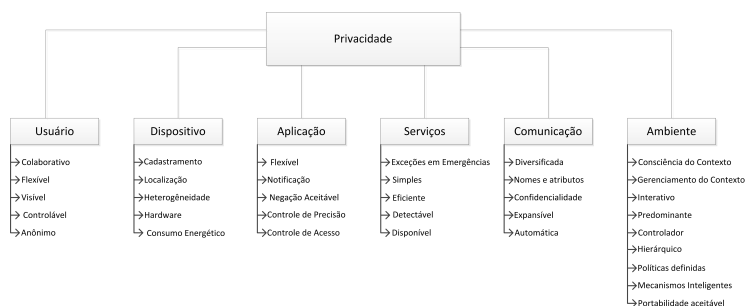 Privacidade
Usuário
Colaborativo
Flexível
Visível
Controlável
Anônimo
Dispositivo
Cadastramento
Localização
Heterôgêneidade
Hardware
Consumo Energético
Aplicação
Flexível
Notificação
Negação Aceitável
Controle de Precisão
Controle de Acesso
Serviços
Exceções em Emergências
Simples
Eficiente
Detectável
Disponível
Comunicação
Diversificada
Nomes e atributos
Confidencialidade
Expansível
Automática
Ambiente
Consciência do Contexto
Gerenciamento do Contexto
Interativo
Predominante
Controlador
Hierárquico
Políticas definidas
Mecanismos Inteligentes
Portabilidade aceitável